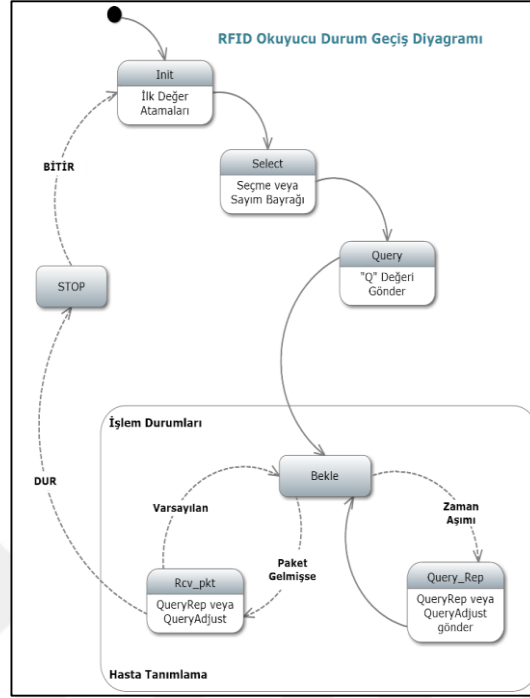 RFID Okuyucu Durum Geçiş Diyagramı
Init
İlk Değer
Atamaları
Select
Seçme veya
Sayım Bayrağı
BİTİR
Query
"Q" Değeri
Gönder
STOP
İşlem Durumları
Bekle
DUR
Varsayılan
Zaman
Aşımı
Paket
Gelmişse
Rcv_pkt
QueryRep veya
QueryAdjust
Query_Rep
QueryRep veya
QueryAdjust
gönder
Hasta Tanımlama